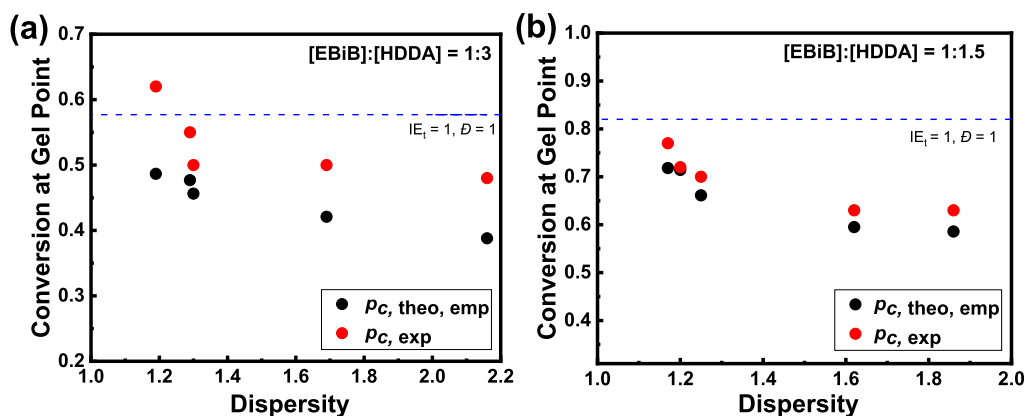 (a)
[EBiB]:[HDDA] = 1:3
IEt = 1, Đ = 1
Conversion at Gel Point
0.7
0.6
0.5
0.4
0.3
0.2
pc, theo, emp
pc, exp
1.0 1.2 1.4 1.6 1.8 2.0 2.2
Dispersity
(b)
[EBiB]:[HDDA] = 1:1.5
IEt = 1, Đ = 1
Conversion at Gel Point
1.0
0.9
0.8
0.7
0.6
0.5
0.4
pc, theo, emp
pc, exp
1.0 1.2 1.4 1.6 1.8 2.0
Dispersity